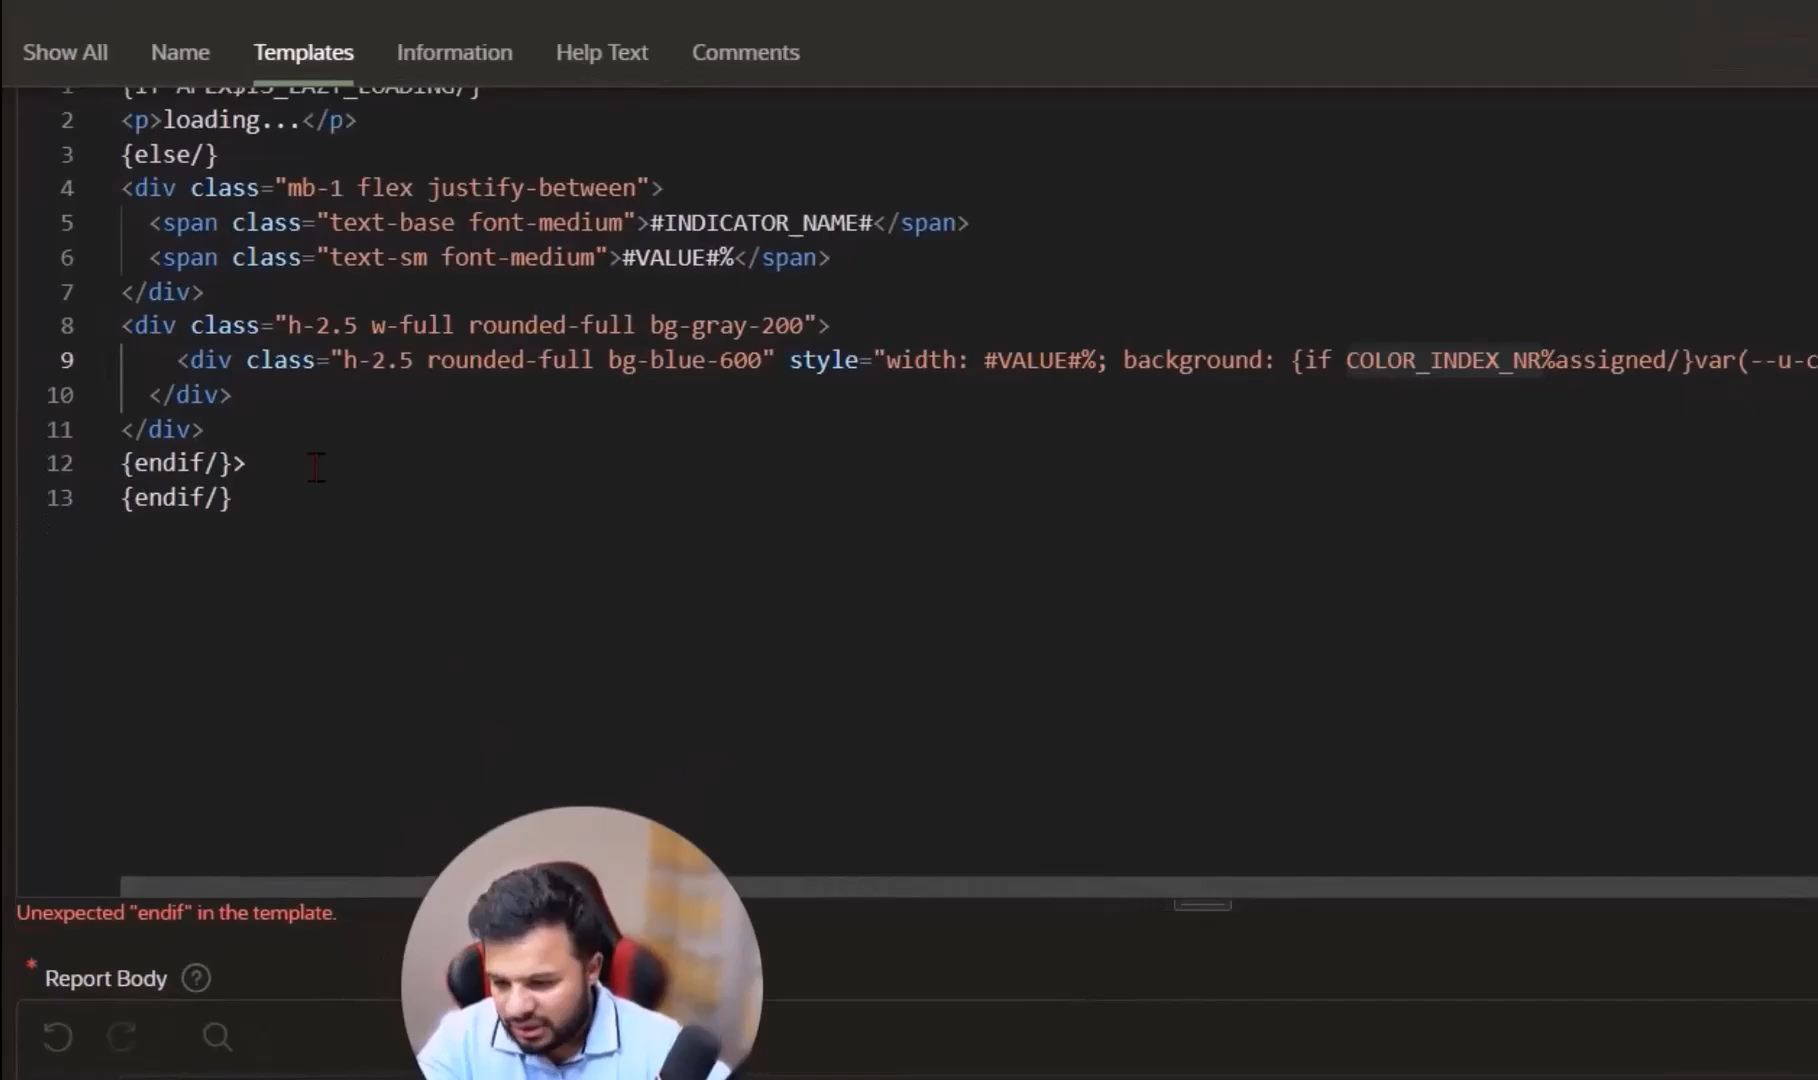 Show All Name Templates Information Help Text Comments
1 {if APEX$IS_LAZY_LOADING/}
2 <p>loading...</p>
3 {else/}
4 <div class="mb-1 flex justify-between">
5 <span class="text-base font-medium">#INDICATOR_NAME#</span>
6 <span class="text-sm font-medium">#VALUE#%</span>
7 </div>
8 <div class="h-2.5 w-full rounded-full bg-gray-200">
9 <div class="h-2.5 rounded-full bg-blue-600" style="width: #VALUE#%; background: {if COLOR_INDEX_NR%assigned/}var(--u-c
10 </div>
11 </div>
12 {endif/}>
13 {endif/}
Unexpected "endif" in the template.
* Report Body ?